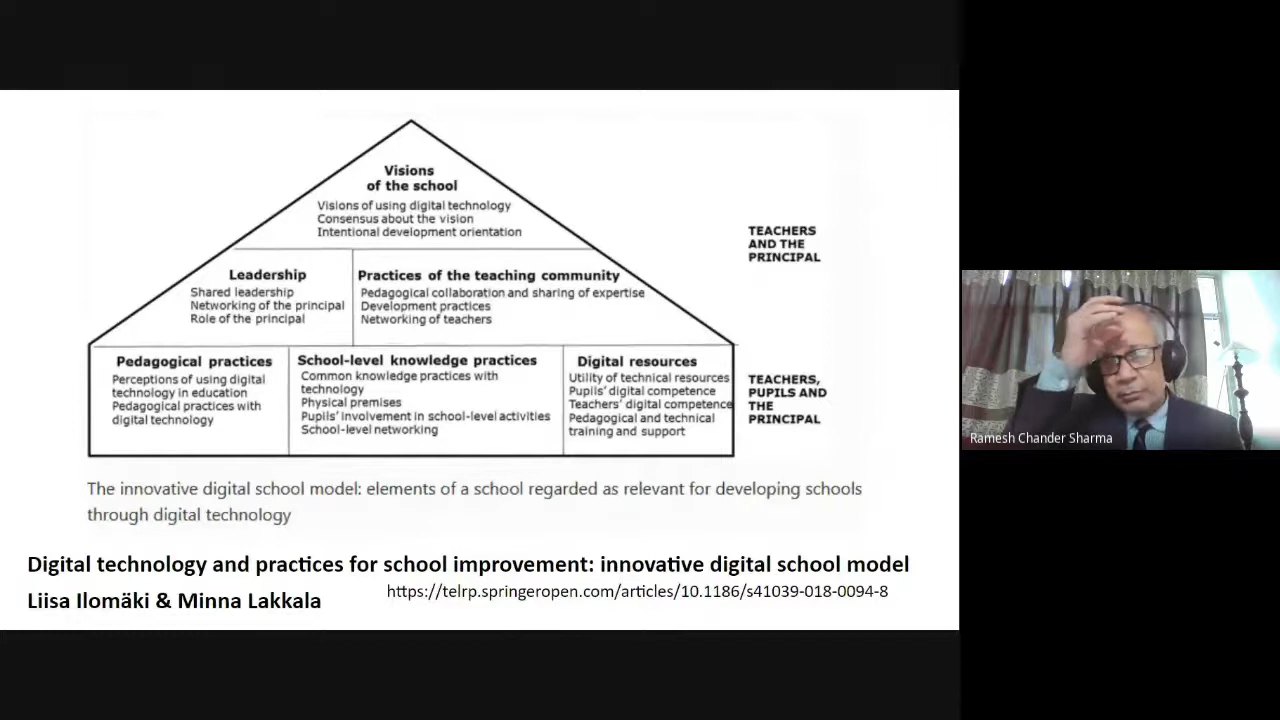 Visions
of the school
Visions of using digital technology
Consensus about the vision
Intentional development orientation
TEACHERS
AND THE
PRINCIPAL
Leadership
Shared leadership
Networking of the principal
Role of the principal
Practices of the teaching community
Pedagogical collaboration and sharing of expertise
Development practices
Networking of teachers
Pedagogical practices
Perceptions of using digital
technology in education
Pedagogical practices with
digital technology
School-level knowledge practices
Common knowledge practices with
technology
Physical premises
Pupils' involvement in school-level activities
School-level networking
Digital resources
Utility of technical resources
Pupils' digital competence
Teachers' digital competence
Pedagogical and technical
training and support
TEACHERS,
PUPILS AND
THE
PRINCIPAL
The innovative digital school model: elements of a school regarded as relevant for developing schools
through digital technology
Digital technology and practices for school improvement: innovative digital school model
Liisa Ilomäki & Minna Lakkala
https://telrp.springeropen.com/articles/10.1186/s41039-018-0094-8
Ramesh Chander Sharma